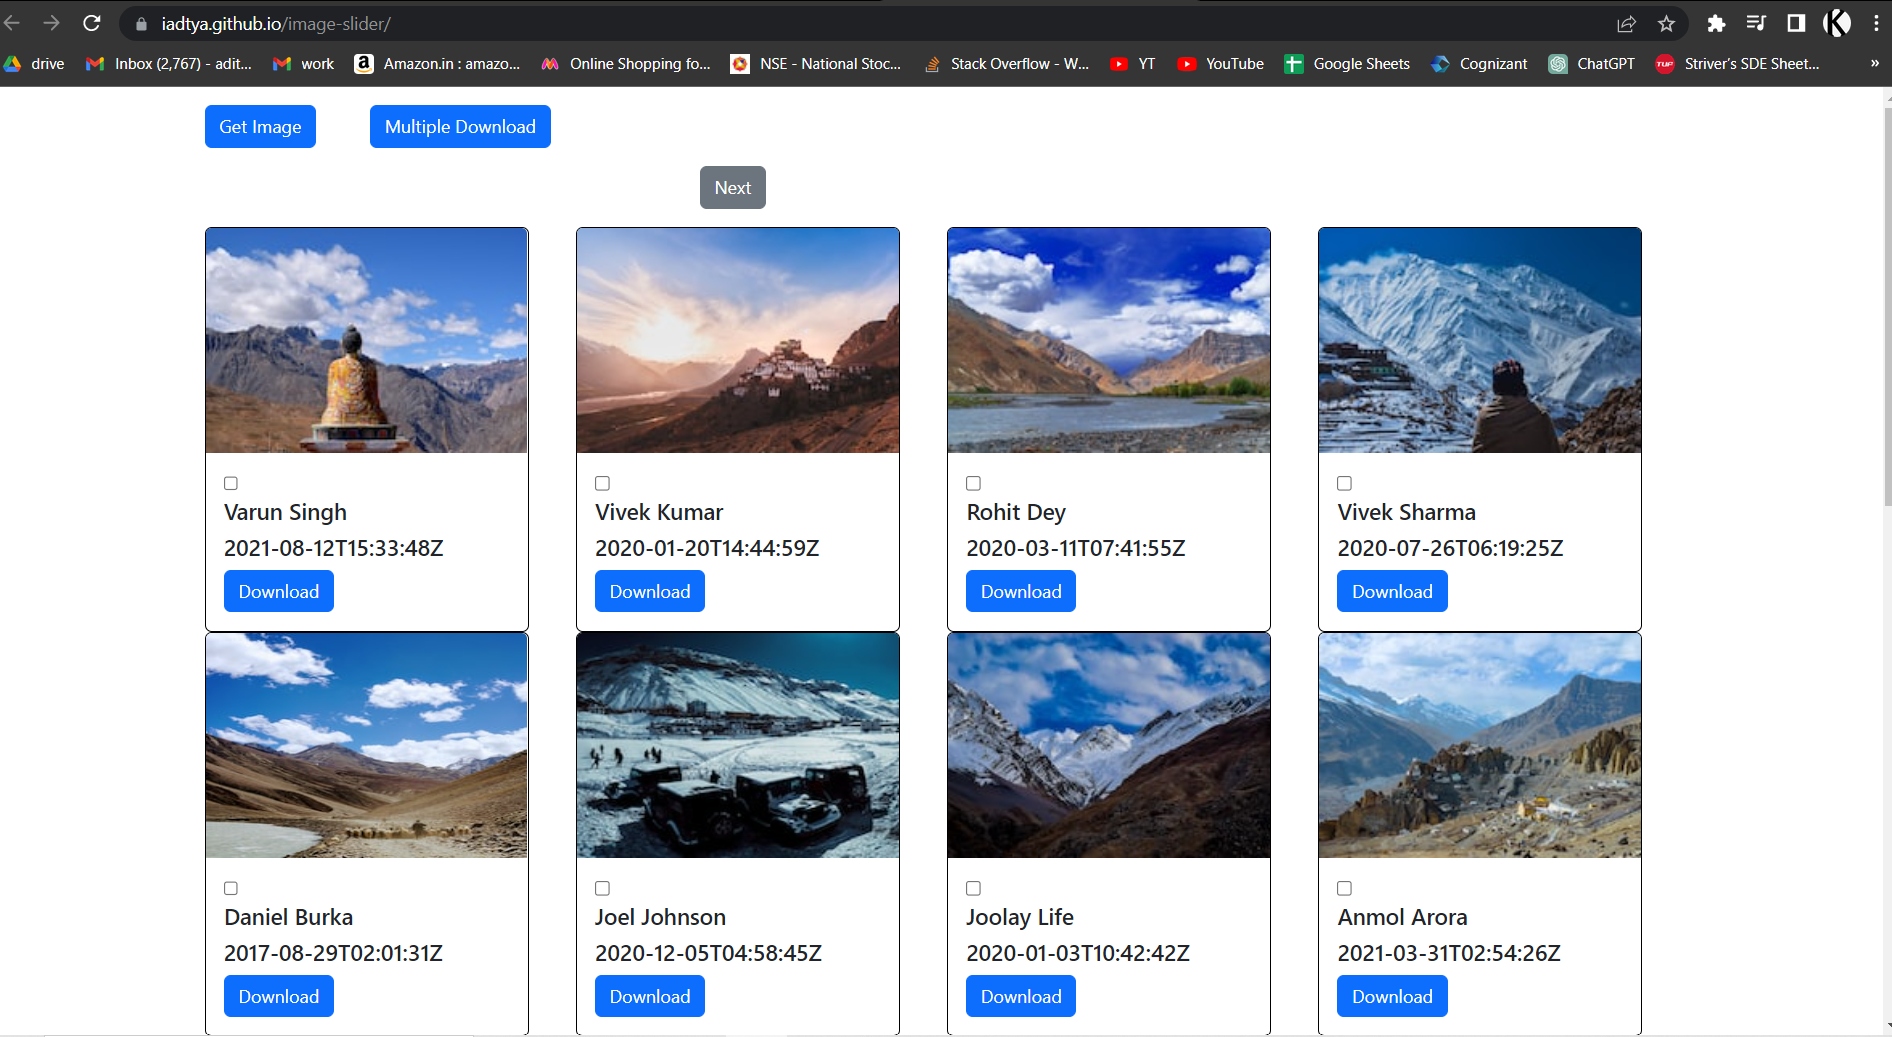 iadtya.github.io/image-slider/
drive
Inbox (2,767) - adit...
work
Amazon.in : amazo...
Online Shopping fo...
NSE - National Stoc...
Stack Overflow - W...
YT
YouTube
Google Sheets
Cognizant
ChatGPT
TUF
Striver's SDE Sheet...
»
Get Image
Multiple Download
Next
Varun Singh
2021-08-12T15:33:48Z
Download
Vivek Kumar
2020-01-20T14:44:59Z
Download
Rohit Dey
2020-03-11T07:41:55Z
Download
Vivek Sharma
2020-07-26T06:19:25Z
Download
Daniel Burka
2017-08-29T02:01:31Z
Download
Joel Johnson
2020-12-05T04:58:45Z
Download
Joolay Life
2020-01-03T10:42:42Z
Download
Anmol Arora
2021-03-31T02:54:26Z
Download